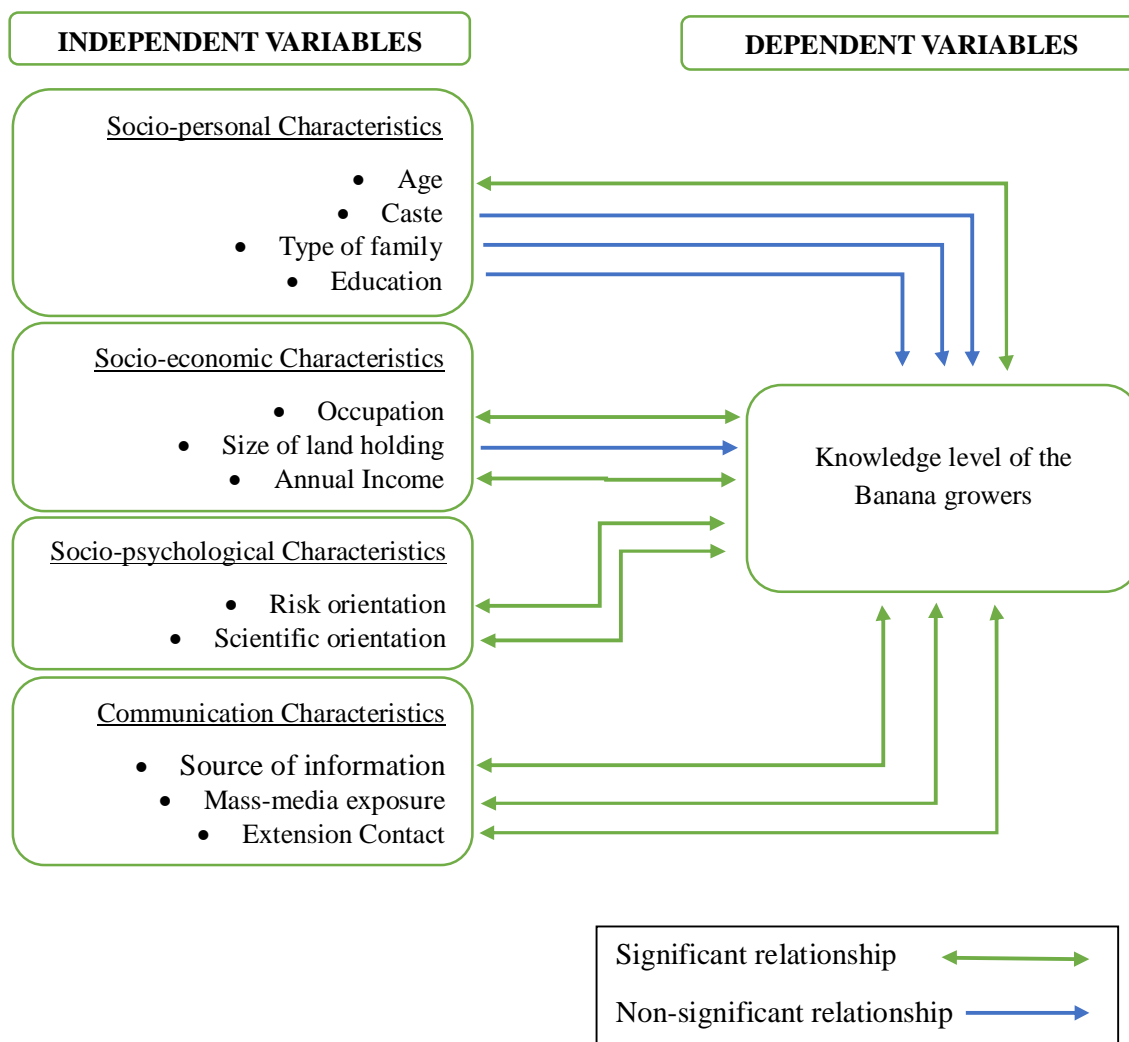 INDEPENDENT VARIABLES
DEPENDENT VARIABLES
Socio-personal Characteristics
• Age
• Caste
• Type of family
• Education
Socio-economic Characteristics
• Occupation
• Size of land holding
• Annual Income
Knowledge level of the
Banana growers
Socio-psychological Characteristics
• Risk orientation
• Scientific orientation
Communication Characteristics
• Source of information
• Mass-media exposure
• Extension Contact
Significant relationship
Non-significant relationship